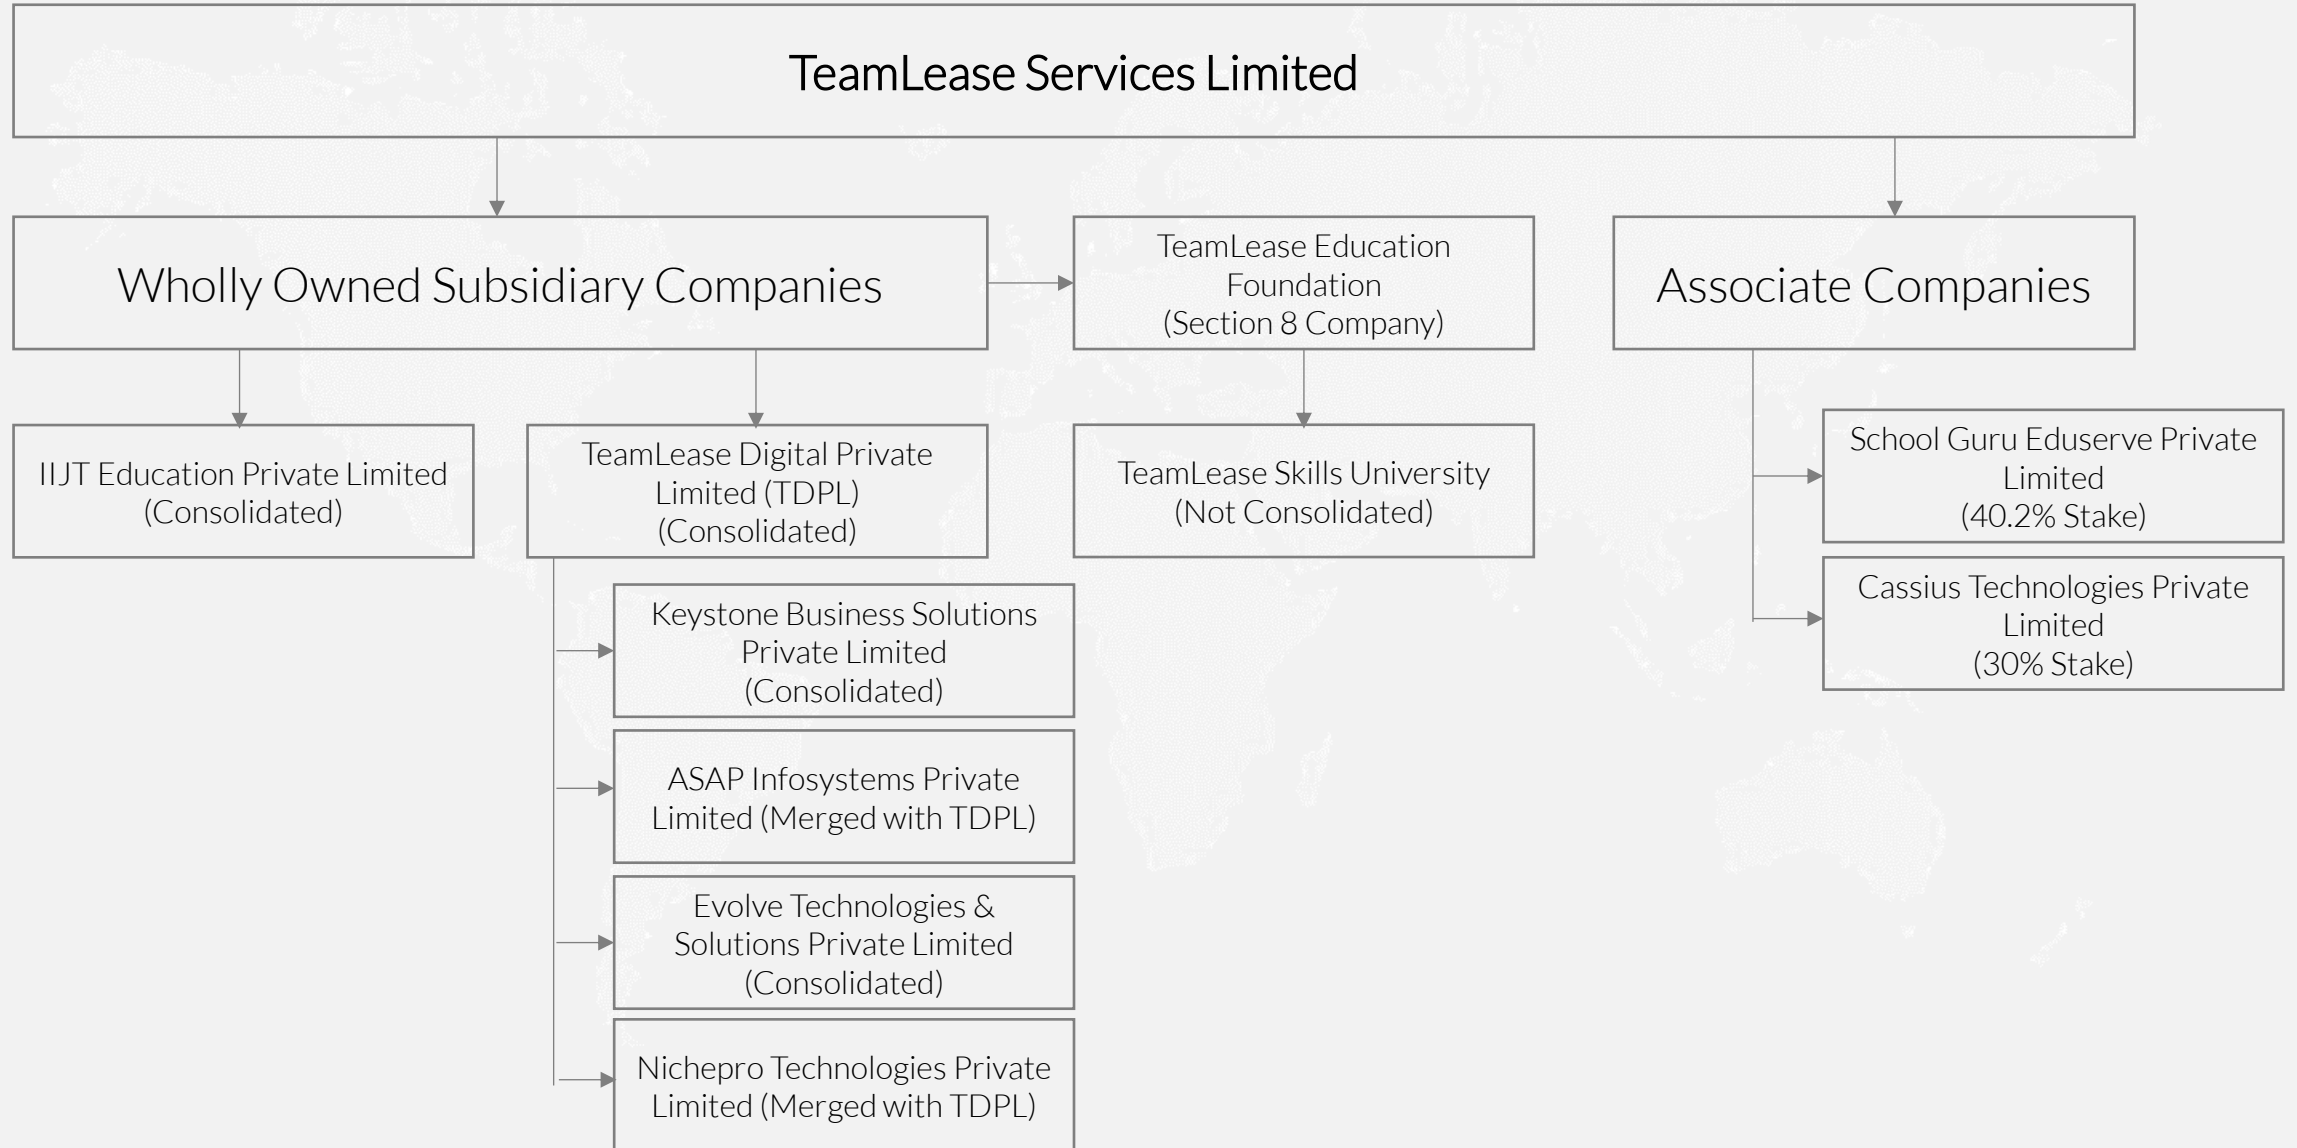 TeamLease Services Limited
Wholly Owned Subsidiary Companies
TeamLease Education
Foundation
(Section 8 Company)
Associate Companies
IIJT Education Private Limited
(Consolidated)
TeamLease Digital Private
Limited (TDPL)
(Consolidated)
TeamLease Skills University
(Not Consolidated)
School Guru Eduserve Private
Limited
(40.2% Stake)
Cassius Technologies Private
Limited
(30% Stake)
Keystone Business Solutions
Private Limited
(Consolidated)
ASAP Infosystems Private
Limited (Merged with TDPL)
Evolve Technologies &
Solutions Private Limited
(Consolidated)
Nichepro Technologies Private
Limited (Merged with TDPL)